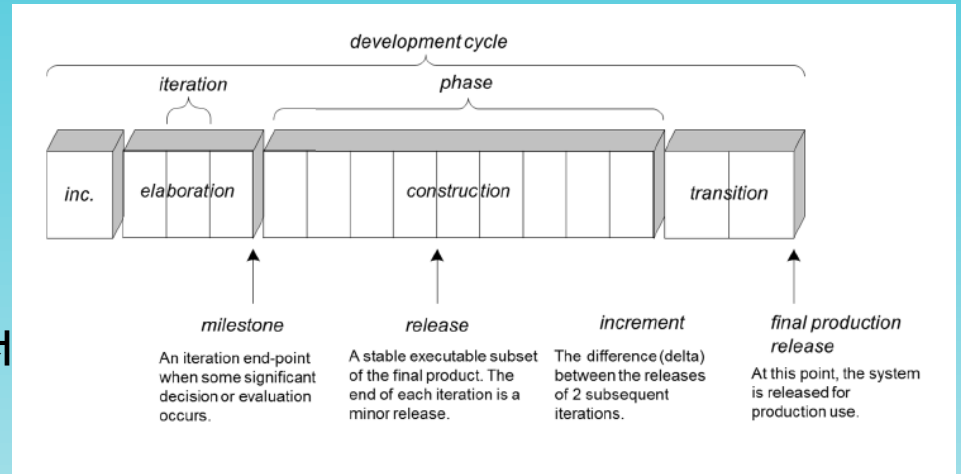 development cycle
iteration
phase
inc.
elaboration
construction
transition
milestone
release
increment
final production
release
An iteration end-point
when some significant
decision or evaluation
occurs.
A stable executable subset
of the final product. The
end of each iteration is a
minor release.
The difference (delta)
between the releases
of 2 subsequent
iterations.
At this point, the system
is released for
production use.